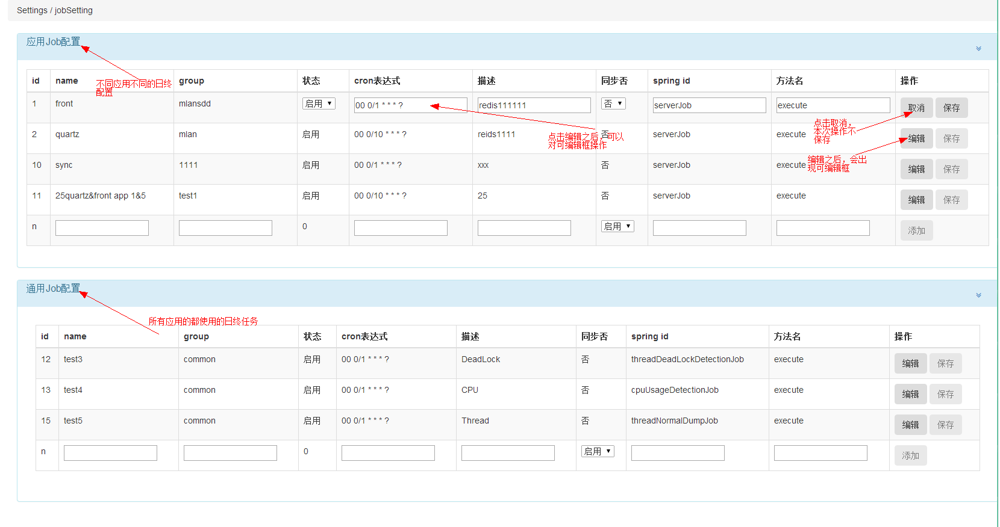 Settings / jobSetting
应用Job配置
不同应用不同的日终
配置
id name group 状态 cron表达式 描述 同步否 spring id 方法名 操作
1 front mlansdd 启用 00 0/1 * * * ? redis111111 否 serverJob execute 取消 保存
点击取消，
本次操作不
保存
2 quartz mlan 启用 00 0/10 * * * ? reids1111 否 serverJob execute 编辑 保存
点击编辑之后，可以
对可编辑框操作
编辑之后，会出
现可编辑框
10 sync 1111 启用 00 0/1 * * * ? xxx 否 serverJob execute 编辑 保存
11 25quartz&front app 1&5 test1 启用 00 0/10 * * * ? 25 否 serverJob execute 编辑 保存
n 0 启用 添加
通用Job配置
所有应用的都使用的日终任务
id name group 状态 cron表达式 描述 同步否 spring id 方法名 操作
12 test3 common 启用 00 0/1 * * * ? DeadLock 否 threadDeadLockDetectionJob execute 编辑 保存
13 test4 common 启用 00 0/1 * * * ? CPU 否 cpuUsageDetectionJob execute 编辑 保存
15 test5 common 启用 00 0/1 * * * ? Thread 否 threadNormalDumpJob execute 编辑 保存
n 0 启用 添加